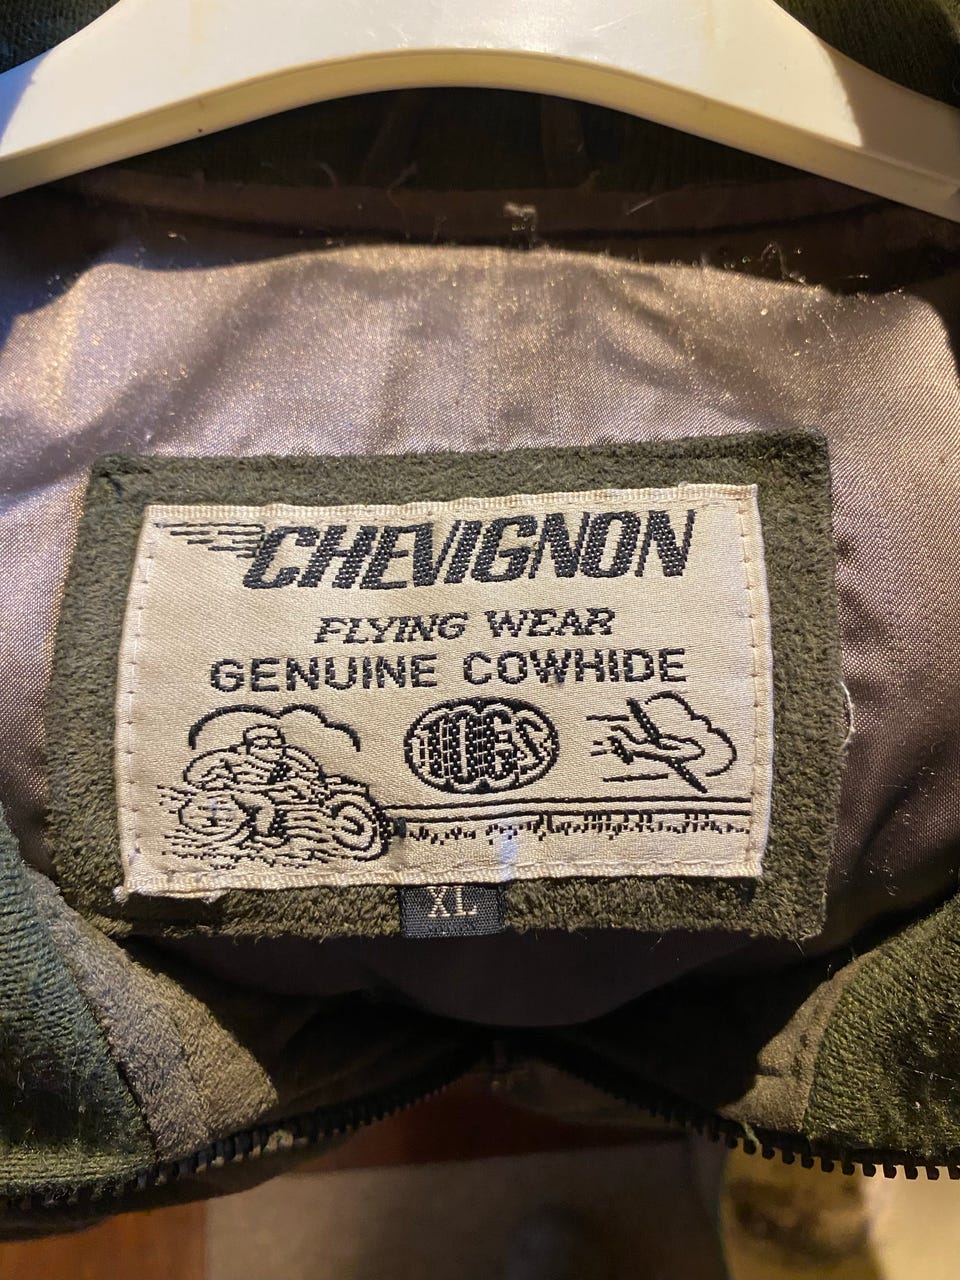 CHEVIGNON
FLYING WEAR
GENUINE COWHIDE
TOGS
XL